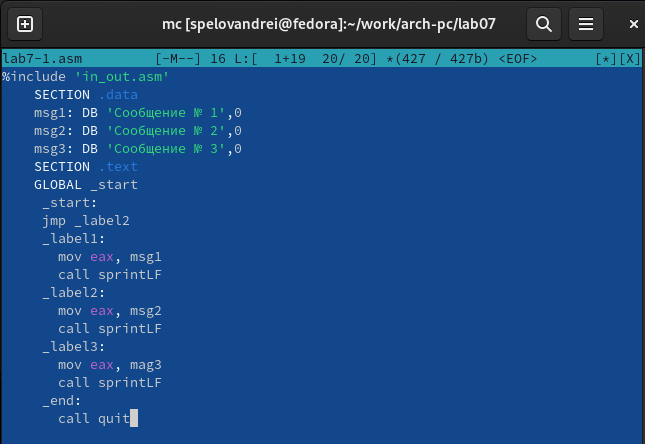 mc [spelovandrei@fedora]:~/work/arch-pc/lab07
lab7-1.asm [-M--] 16 L:[ 1+19 20/ 20] *(427 / 427b) <EOF> [*][X]
%include 'in_out.asm'
SECTION .data
msg1: DB 'Сообщение № 1',0
msg2: DB 'Сообщение № 2',0
msg3: DB 'Сообщение № 3',0
SECTION .text
GLOBAL _start
_start:
jmp _label2
_label1:
mov eax, msg1
call sprintLF
_label2:
mov eax, msg2
call sprintLF
_label3:
mov eax, mag3
call sprintLF
_end:
call quit